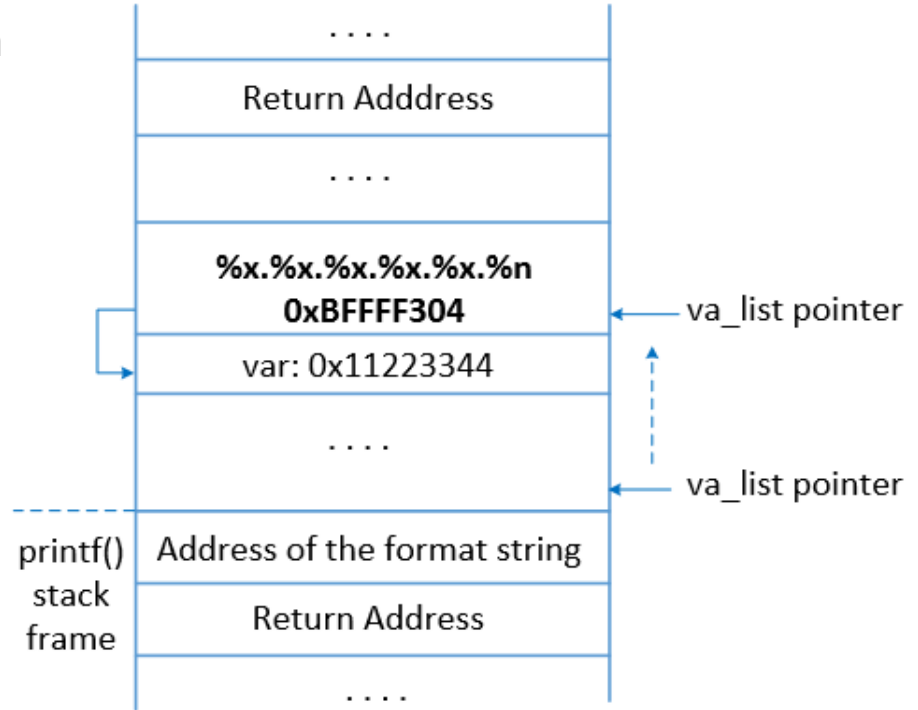 . . . .
Return Adddress
. . . .
%x.%x.%x.%x.%x.%n
0xBFFFF304
va_list pointer
var: 0x11223344
. . . .
va_list pointer
printf()
stack
frame
Address of the format string
Return Address
. . . .